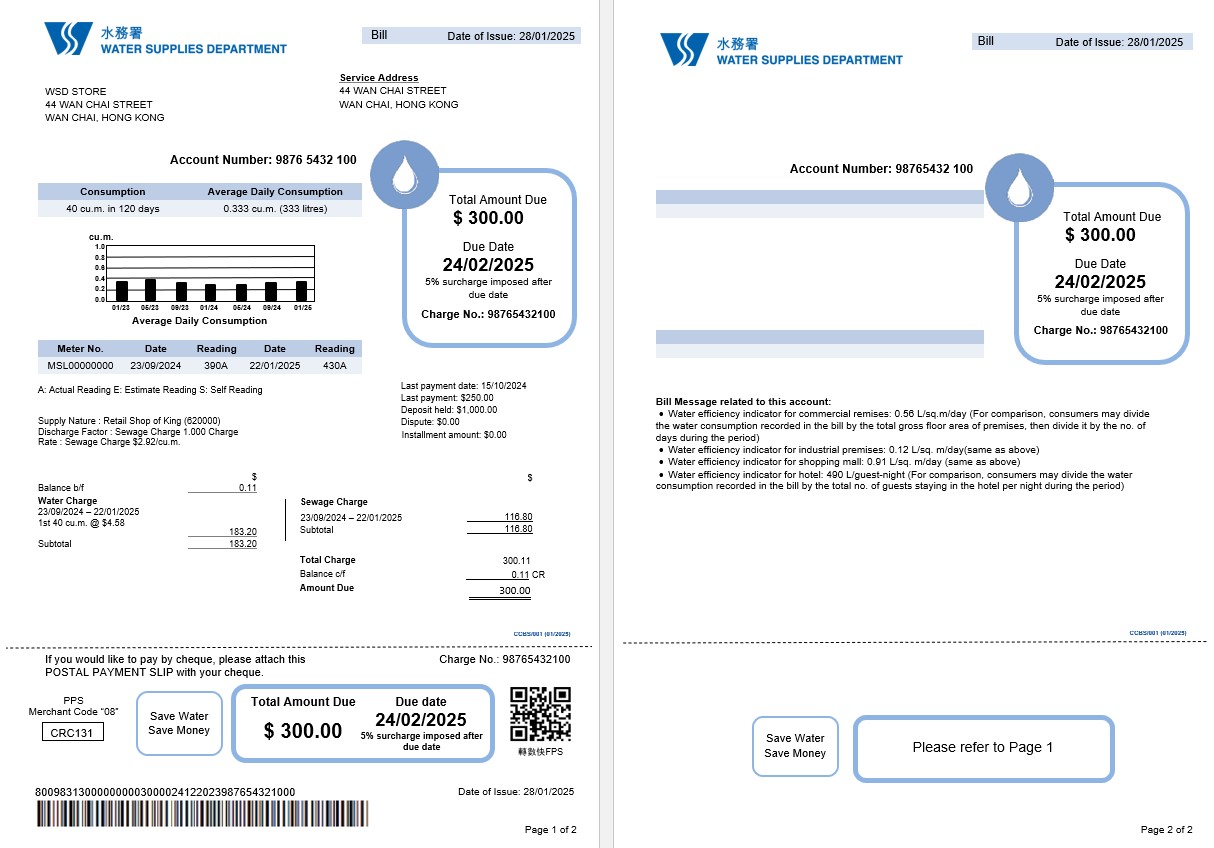 水務署
WATER SUPPLIES DEPARTMENT
Bill Date of Issue: 28/01/2025
WSD STORE
44 WAN CHAI STREET
WAN CHAI, HONG KONG
Service Address
44 WAN CHAI STREET
WAN CHAI, HONG KONG
Account Number: 9876 5432 100
Consumption Average Daily Consumption
40 cu.m. in 120 days 0.333 cu.m. (333 litres)
Total Amount Due
$ 300.00
Due Date
24/02/2025
5% surcharge imposed after
due date
Charge No.: 98765432100
cu.m.
1.0
0.8
0.6
0.4
0.2
0.0
01/23 05/23 09/23 01/24 05/24 09/24 01/25
Average Daily Consumption
Meter No. Date Reading Date Reading
MSL00000000 23/09/2024 390A 22/01/2025 430A
A: Actual Reading E: Estimate Reading S: Self Reading
Supply Nature : Retail Shop of King (620000)
Discharge Factor : Sewage Charge 1.000 Charge
Rate : Sewage Charge $2.92/cu.m.
Last payment date: 15/10/2024
Last payment: $250.00
Deposit held: $1,000.00
Dispute: $0.00
Installment amount: $0.00
$
Balance b/f 0.11
Water Charge
23/09/2024 – 22/01/2025
1st 40 cu.m. @ $4.58
183.20
Subtotal 183.20
$
Sewage Charge
23/09/2024 – 22/01/2025 116.80
Subtotal 116.80
Total Charge 300.11
Balance c/f 0.11 CR
Amount Due 300.00
CCBS/001 (01/2025)
If you would like to pay by cheque, please attach this
POSTAL PAYMENT SLIP with your cheque.
Charge No.: 98765432100
PPS
Merchant Code "08"
CRC131
Save Water
Save Money
Total Amount Due
$ 300.00
Due date
24/02/2025
5% surcharge imposed after
due date
轉數快FPS
8009831300000000030000241220239876543210​00
Date of Issue: 28/01/2025
Page 1 of 2
水務署
WATER SUPPLIES DEPARTMENT
Bill Date of Issue: 28/01/2025
Account Number: 98765432 100
Total Amount Due
$ 300.00
Due Date
24/02/2025
5% surcharge imposed after
due date
Charge No.: 98765432100
Bill Message related to this account:
• Water efficiency indicator for commercial remises: 0.56 L/sq.m/day (For comparison, consumers may divide
the water consumption recorded in the bill by the total gross floor area of premises, then divide it by the no. of
days during the period)
• Water efficiency indicator for industrial premises: 0.12 L/sq. m/day(same as above)
• Water efficiency indicator for shopping mall: 0.91 L/sq. m/day (same as above)
• Water efficiency indicator for hotel: 490 L/guest-night (For comparison, consumers may divide the water
consumption recorded in the bill by the total no. of guests staying in the hotel per night during the period)
CCBS/001 (01/2025)
Save Water
Save Money
Please refer to Page 1
Page 2 of 2